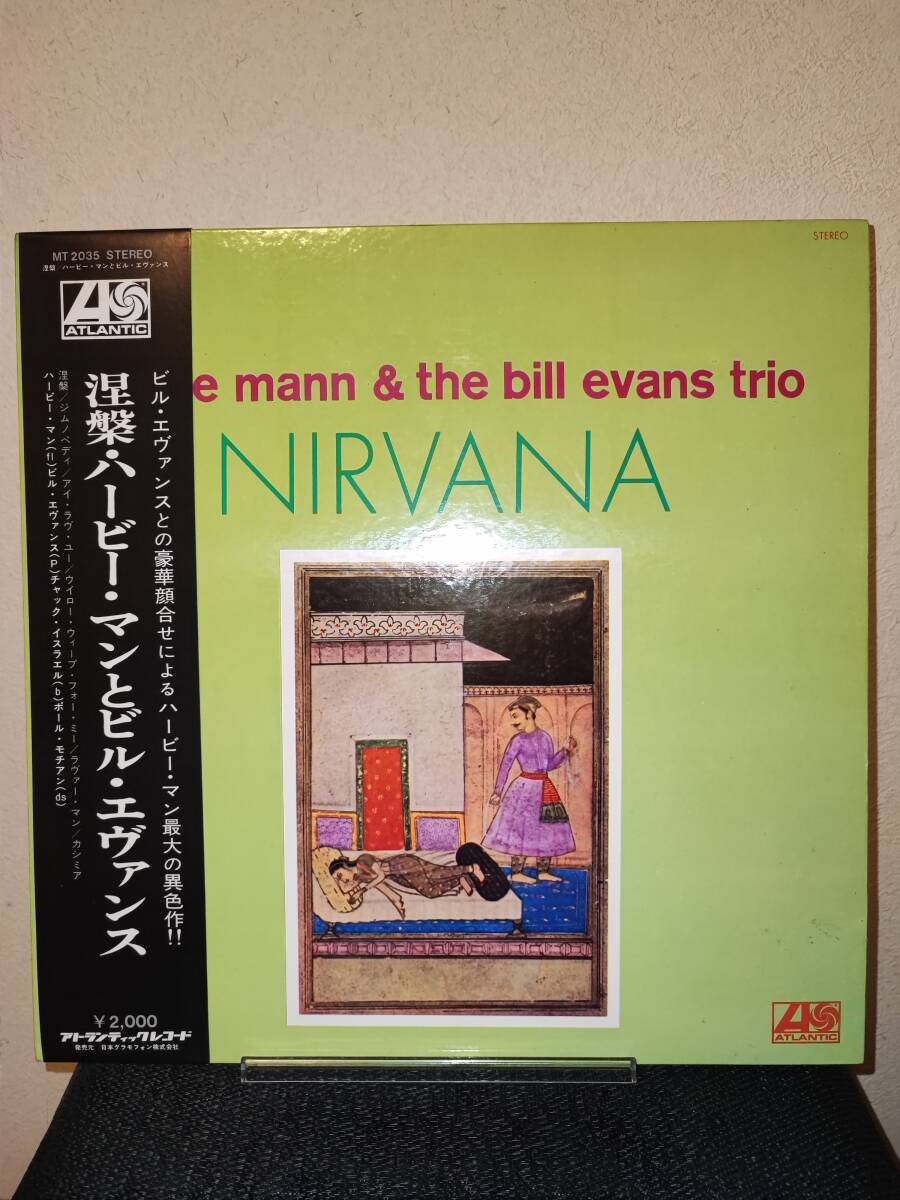 MT 2035 STEREO
涅槃/ハービー・マンとビル・エヴァンス
ATLANTIC
ビル・エヴァンスとの豪華顔合せによるハービー・マン最大の異色作!!
涅槃・ハービー・マンとビル・エヴァンス
涅槃/ジムノペディ/アイ・ラヴ・ユー/ウイロー・ウィープ・フォー・ミー/ラヴァー・マン/カシミア
ハービー・マン(fl)ビル・エヴァンス(P)チャック・イスラエル(b)ポール・モチアン(ds)
¥2,000
アトランティックレコード
発売元 日本グラモフォン株式会社
STEREO
e mann & the bill evans trio
NIRVANA
ATLANTIC